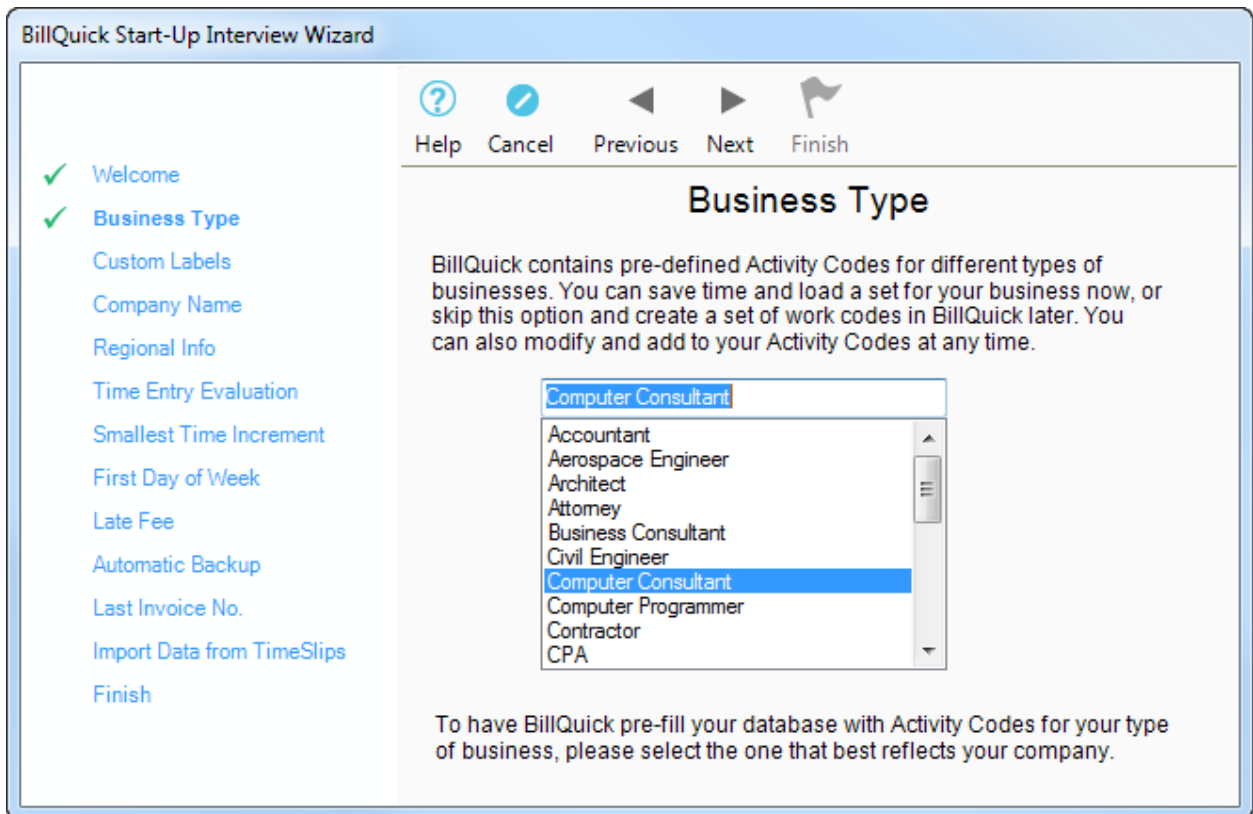 BillQuick Start-Up Interview Wizard
Help Cancel Previous Next Finish
Welcome
Business Type
Custom Labels
Company Name
Regional Info
Time Entry Evaluation
Smallest Time Increment
First Day of Week
Late Fee
Automatic Backup
Last Invoice No.
Import Data from TimeSlips
Finish
Business Type
BillQuick contains pre-defined Activity Codes for different types of
businesses. You can save time and load a set for your business now, or
skip this option and create a set of work codes in BillQuick later. You
can also modify and add to your Activity Codes at any time.
Computer Consultant
Accountant
Aerospace Engineer
Architect
Attorney
Business Consultant
Civil Engineer
Computer Consultant
Computer Programmer
Contractor
CPA
To have BillQuick pre-fill your database with Activity Codes for your type
of business, please select the one that best reflects your company.